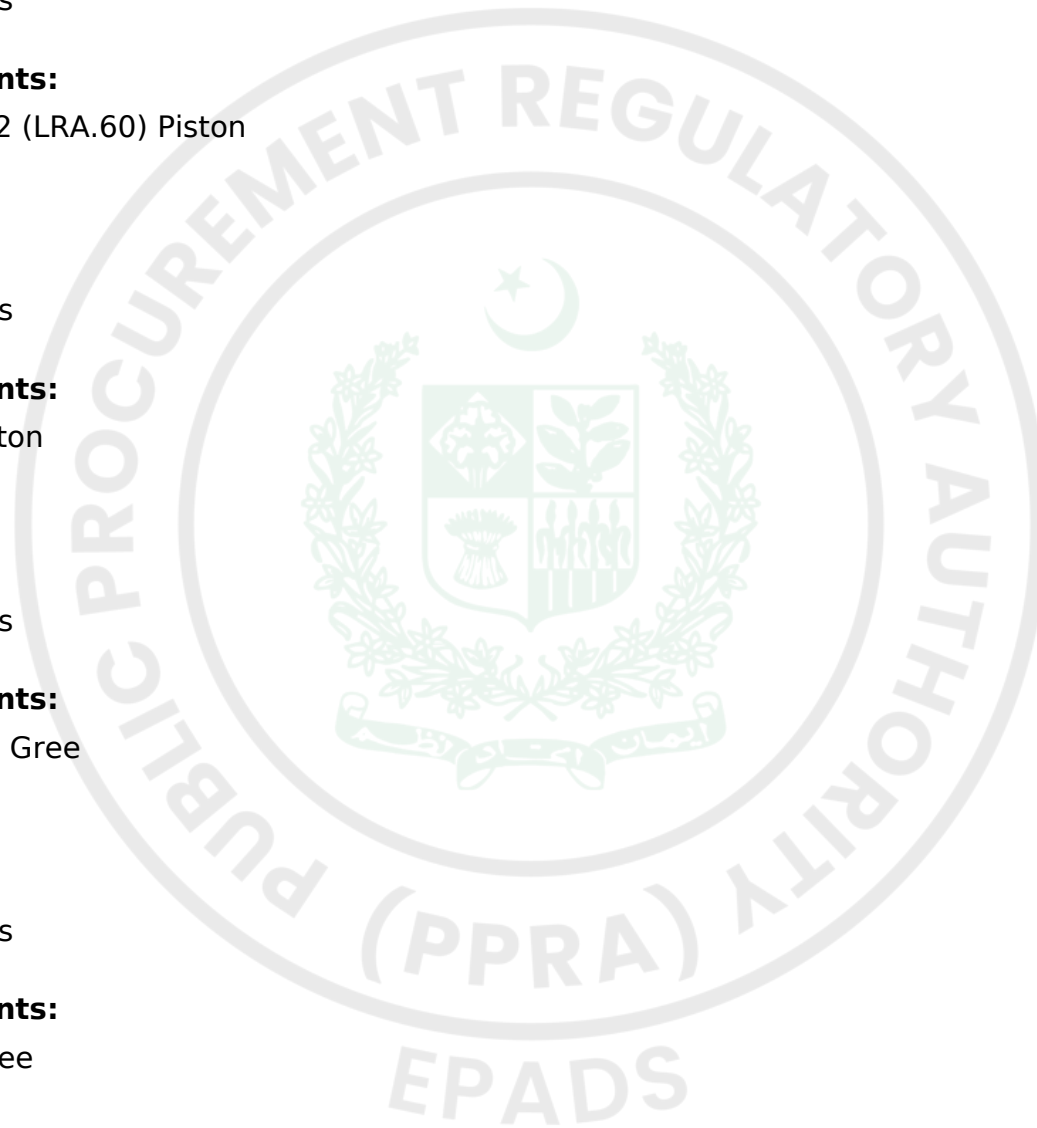 s
nts:
2 (LRA.60) Piston
s
nts:
ton
s
nts:
Gree
s
nts:
ee
PUBLIC PROCUREMENT REGULATORY AUTHORITY
(PPRA)
EPADS